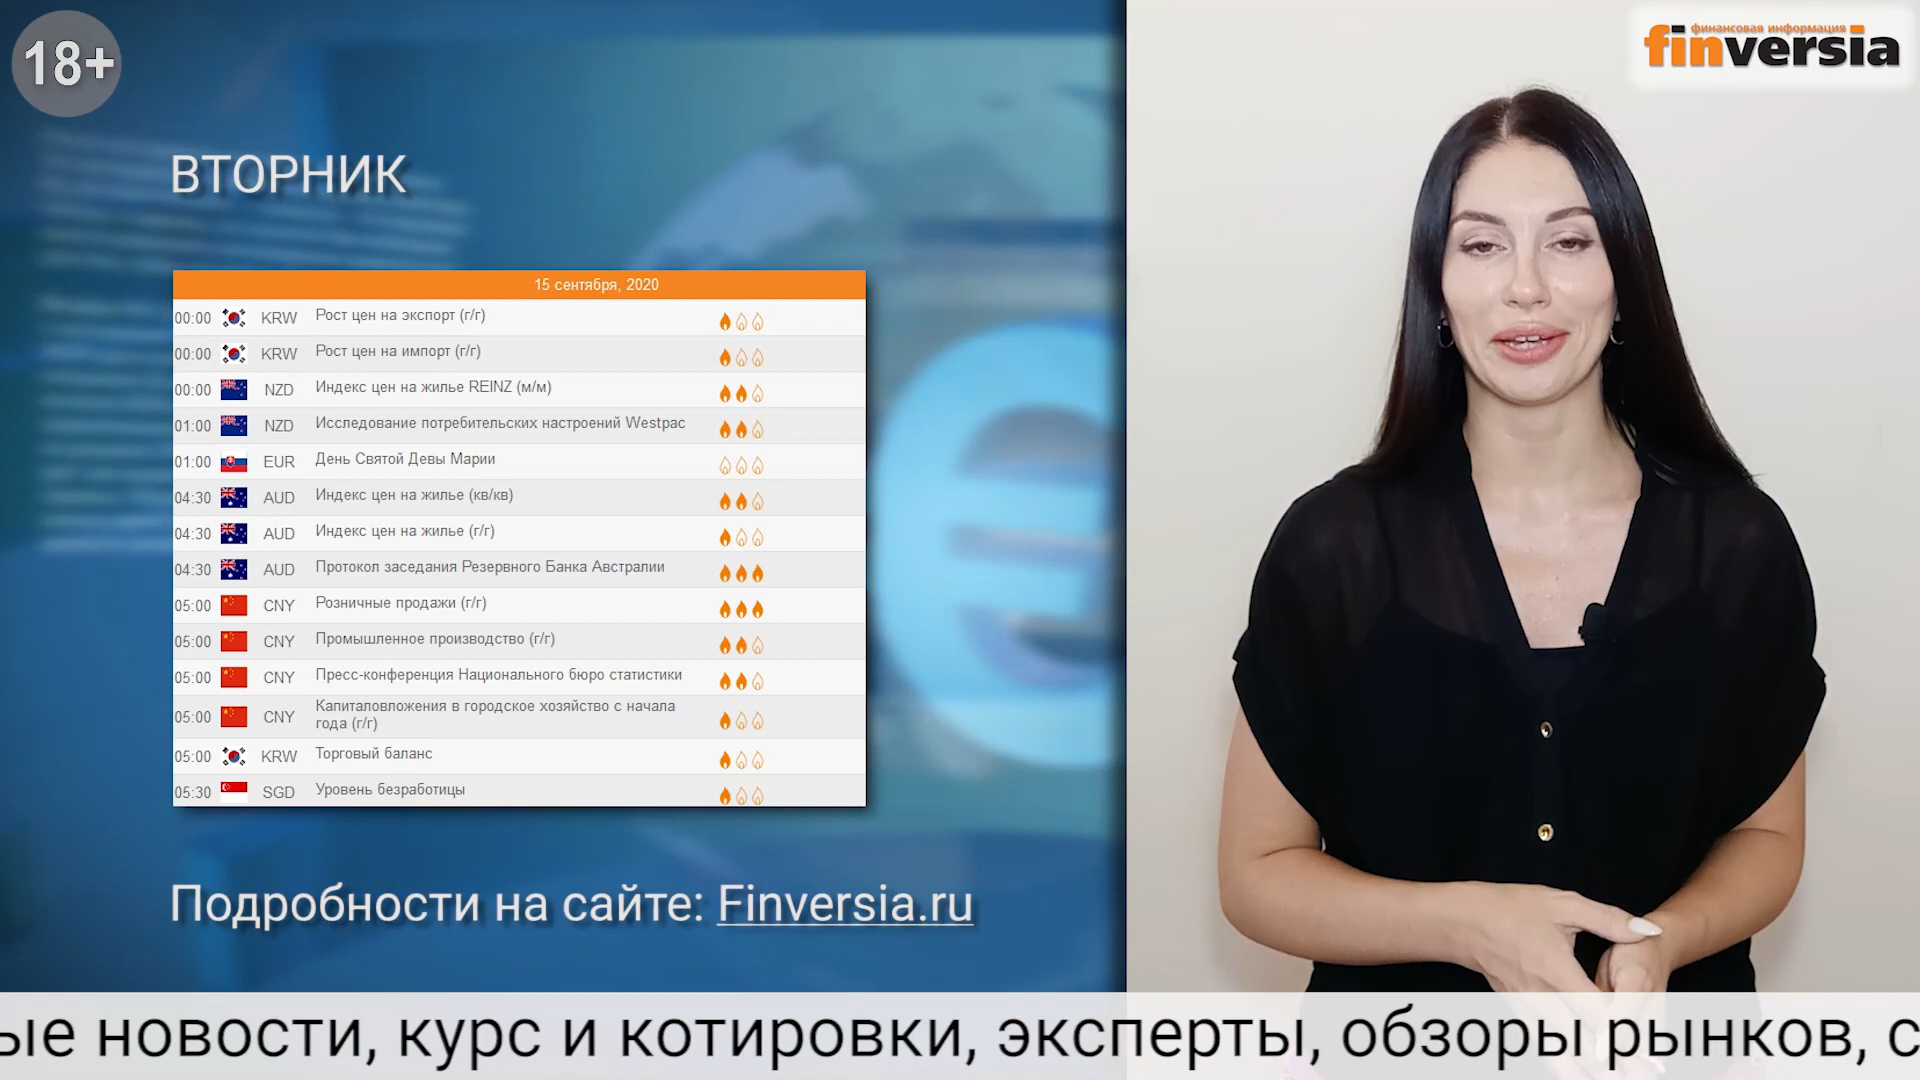 18+
финансовая информация
finversia
ВТОРНИК
15 сентября, 2020
00:00 KRW Рост цен на экспорт (г/г)
00:00 KRW Рост цен на импорт (г/г)
00:00 NZD Индекс цен на жилье REINZ (м/м)
01:00 NZD Исследование потребительских настроений Westpac
01:00 EUR День Святой Девы Марии
04:30 AUD Индекс цен на жилье (кв/кв)
04:30 AUD Индекс цен на жилье (г/г)
04:30 AUD Протокол заседания Резервного Банка Австралии
05:00 CNY Розничные продажи (г/г)
05:00 CNY Промышленное производство (г/г)
05:00 CNY Пресс-конференция Национального бюро статистики
05:00 CNY Капиталовложения в городское хозяйство с начала
года (г/г)
05:00 KRW Торговый баланс
05:30 SGD Уровень безработицы
Подробности на сайте: Finversia.ru
ые новости, курс и котировки, эксперты, обзоры рынков, с